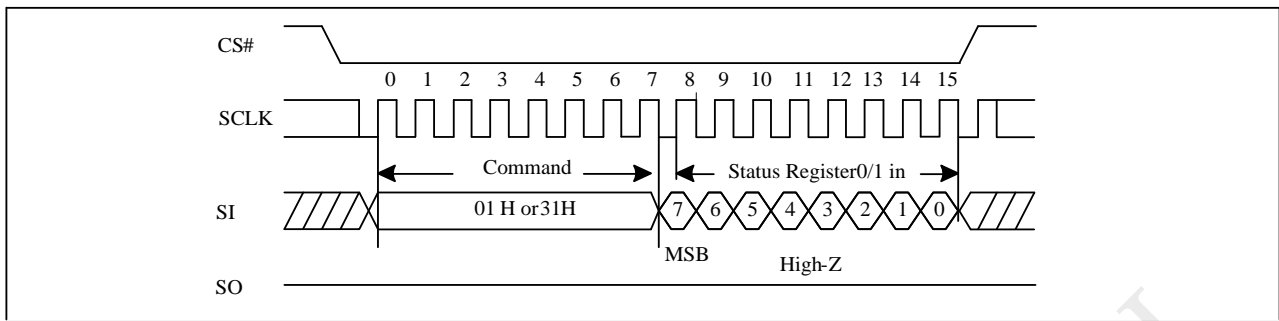 CS#
0 1 2 3 4 5 6 7 8 9 10 11 12 13 14 15
SCLK
Command Status Register0/1 in
SI 01 H or31H 7 6 5 4 3 2 1 0
MSB High-Z
SO